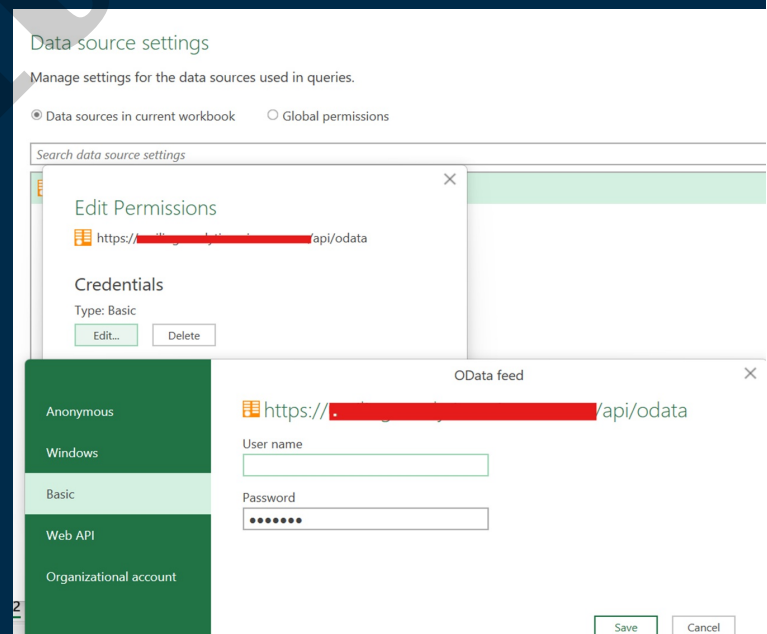 Data source settings
Manage settings for the data sources used in queries.
Data sources in current workbook Global permissions
Search data source settings
Edit Permissions
https:// /api/odata
Credentials
Type: Basic
Edit... Delete
OData feed
https:// /api/odata
Anonymous
User name
Windows
Basic
Password
•••••••
Web API
Organizational account
2
Save Cancel